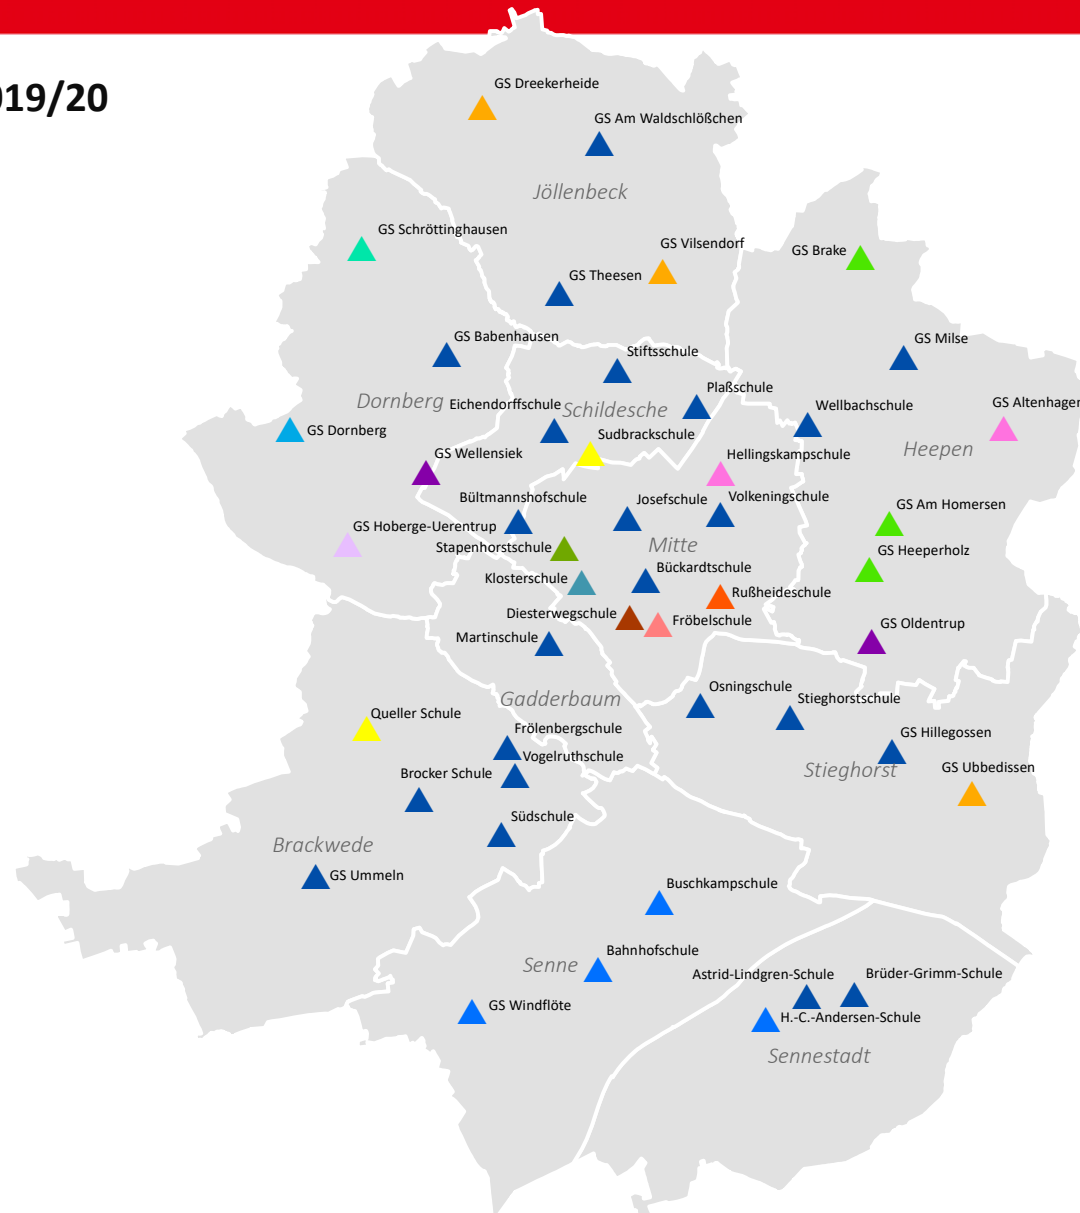 019/20
GS Dreekerheide
GS Am Waldschlößchen
Jöllenbeck
GS Schröttinghausen
GS Vilsendorf
GS Brake
GS Theesen
GS Babenhausen
GS Milse
Stiftsschule
Plaßschule
Dornberg
Eichendorffschule
Schildesche
Wellbachschule
GS Altenhagen
GS Dornberg
Sudbrackschule
Heepen
GS Wellensiek
Hellingskampschule
Bültmannshofschule
Josefschule
Volkeningschule
GS Am Homersen
GS Hoberge-Uerentrup
Stapenhorstschule
Mitte
GS Heeperholz
Klosterschule
Bückardtschule
Rußheideschule
Diesterwegschule
Fröbelschule
GS Oldentrup
Martinschule
Osningschule
Gadderbaum
Stieghorstschule
Queller Schule
Frölenbergschule
GS Hillegossen
Vogelruthschule
Stieghorst
GS Ubbedissen
Brocker Schule
Südschule
Brackwede
GS Ummeln
Buschkampschule
Bahnhofschule
Senne
Astrid-Lindgren-Schule
Brüder-Grimm-Schule
GS Windflöte
H.-C.-Andersen-Schule
Sennestadt